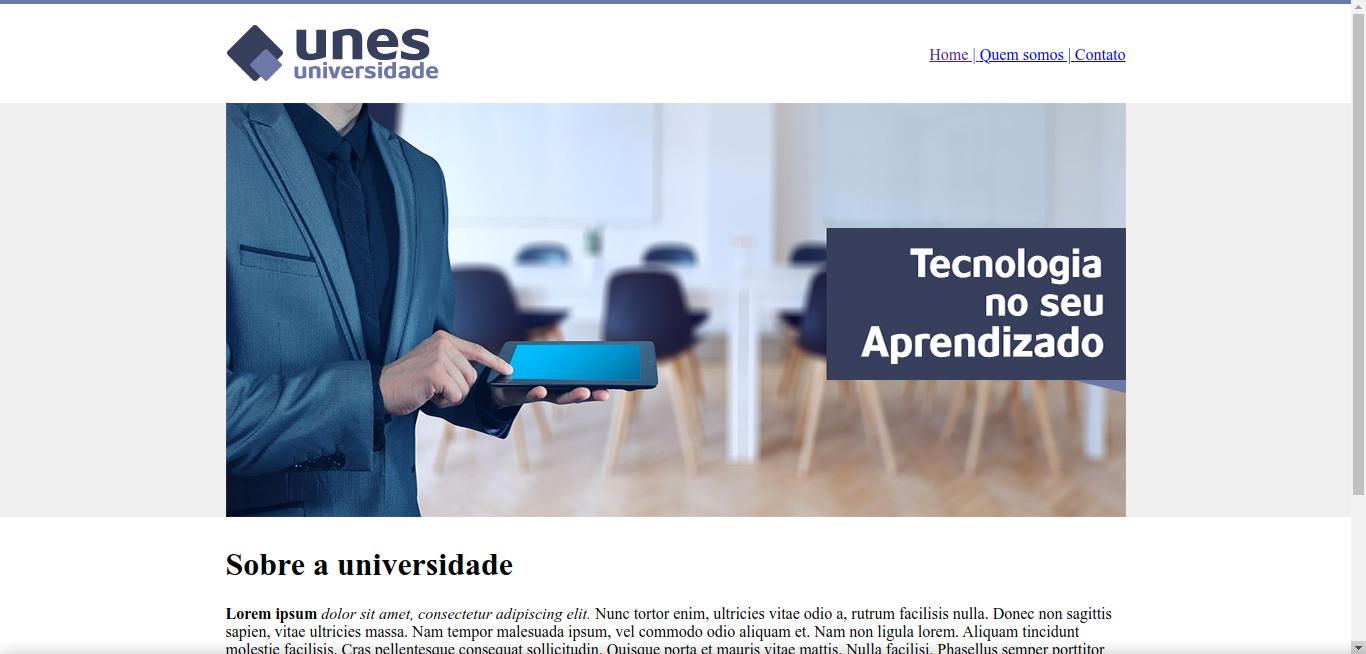 unes
universidade
Home | Quem somos | Contato
Tecnologia
no seu
Aprendizado
Sobre a universidade
Lorem ipsum dolor sit amet, consectetur adipiscing elit. Nunc tortor enim, ultricies vitae odio a, rutrum facilisis nulla. Donec non sagittis
sapien, vitae ultricies massa. Nam tempor malesuada ipsum, vel commodo odio aliquam et. Nam non ligula lorem. Aliquam tincidunt
molestie facilisis. Cras pellentesque consequat sollicitudin. Quisque porta et mauris vitae mattis. Nulla facilisi. Phasellus semper porttitor